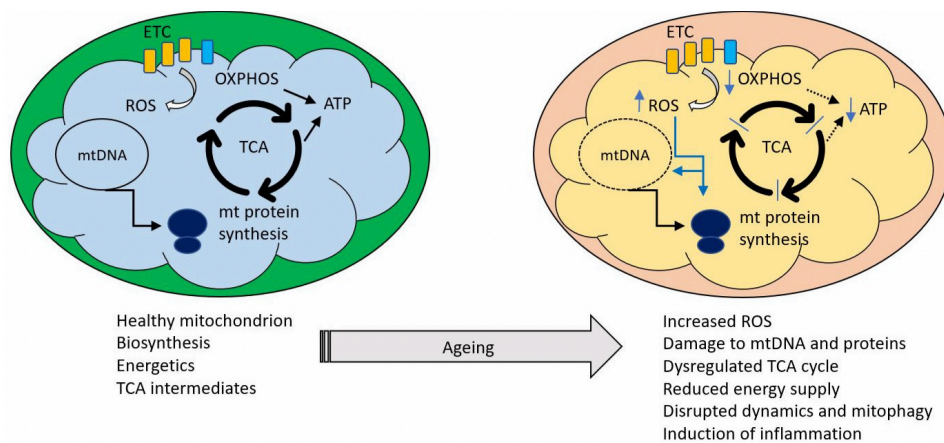 ETC
OXPHOS
ROS
ATP
TCA
mtDNA
mt protein
synthesis
ETC
OXPHOS
ROS
ATP
TCA
mtDNA
mt protein
synthesis
Healthy mitochondrion
Biosynthesis
Energetics
TCA intermediates
Ageing
Increased ROS
Damage to mtDNA and proteins
Dysregulated TCA cycle
Reduced energy supply
Disrupted dynamics and mitophagy
Induction of inflammation